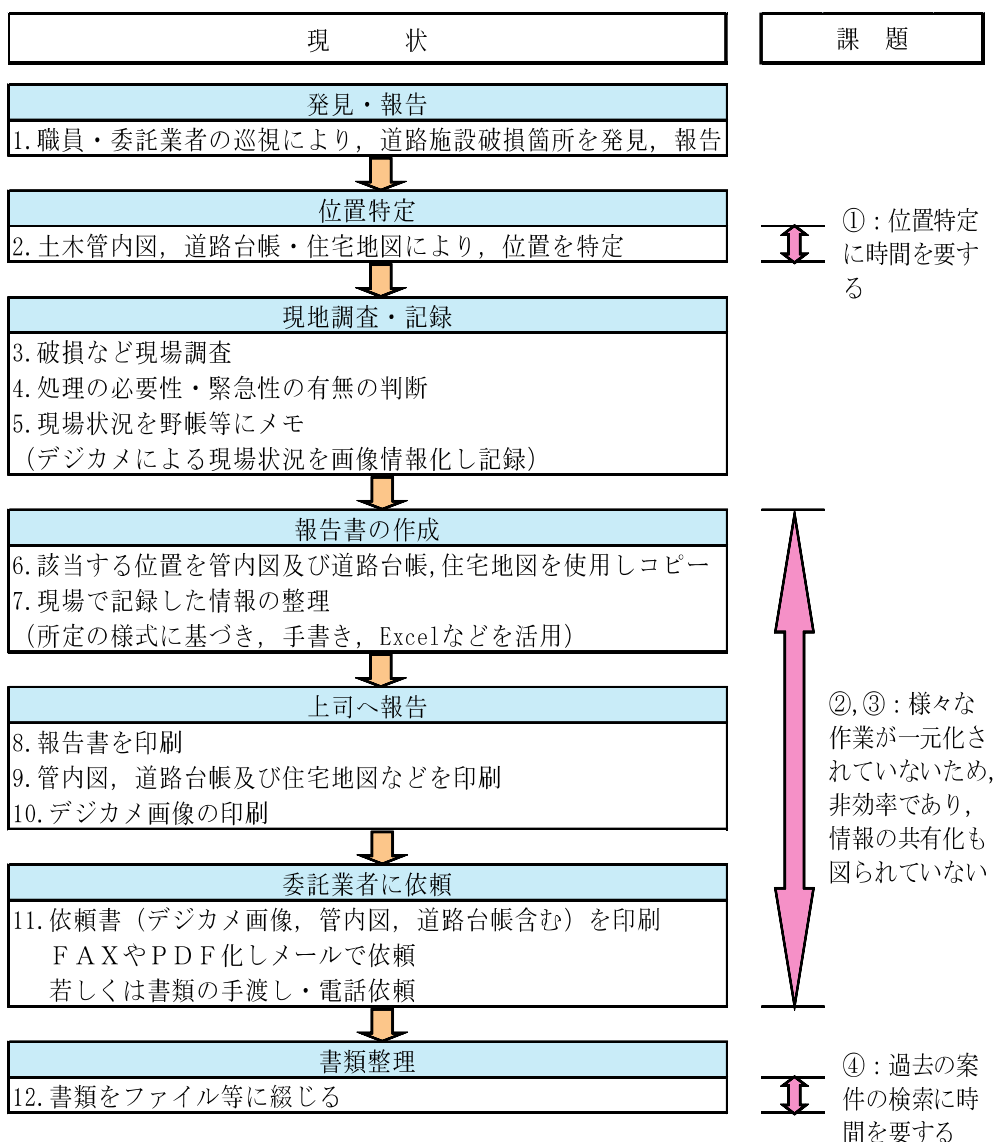 現　　　状
課　題
発見・報告
1.職員・委託業者の巡視により，道路施設破損箇所を発見，報告
位置特定
2.土木管内図，道路台帳・住宅地図により，位置を特定
①：位置特定
に時間を要す
る
現地調査・記録
3.破損など現場調査
4.処理の必要性・緊急性の有無の判断
5.現場状況を野帳等にメモ
（デジカメによる現場状況を画像情報化し記録）
報告書の作成
6.該当する位置を管内図及び道路台帳,住宅地図を使用しコピー
7.現場で記録した情報の整理
（所定の様式に基づき，手書き，Excelなどを活用）
上司へ報告
8.報告書を印刷
9.管内図，道路台帳及び住宅地図などを印刷
10.デジカメ画像の印刷
委託業者に依頼
11.依頼書（デジカメ画像，管内図，道路台帳含む）を印刷
ＦＡＸやＰＤＦ化しメールで依頼
若しくは書類の手渡し・電話依頼
②,③：様々な
作業が一元化さ
れていないため，
非効率であり，
情報の共有化も
図られていない
書類整理
12.書類をファイル等に綴じる
④：過去の案
件の検索に時
間を要する